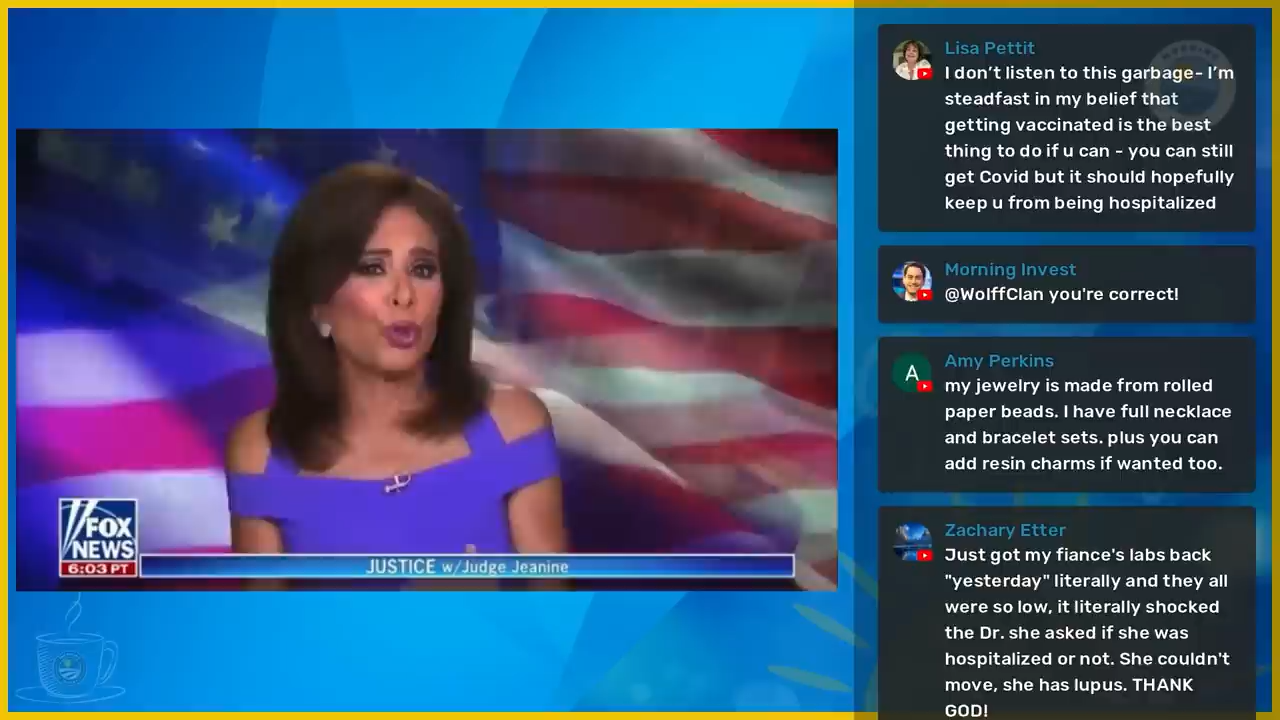 FOX
NEWS
6:03 PT
JUSTICE w/Judge Jeanine
Lisa Pettit
I don’t listen to this garbage- I’m
steadfast in my belief that
getting vaccinated is the best
thing to do if u can - you can still
get Covid but it should hopefully
keep u from being hospitalized
Morning Invest
@WolffClan you're correct!
A
Amy Perkins
my jewelry is made from rolled
paper beads. I have full necklace
and bracelet sets. plus you can
add resin charms if wanted too.
Zachary Etter
Just got my fiance's labs back
"yesterday" literally and they all
were so low, it literally shocked
the Dr. she asked if she was
hospitalized or not. She couldn't
move, she has lupus. THANK
GOD!